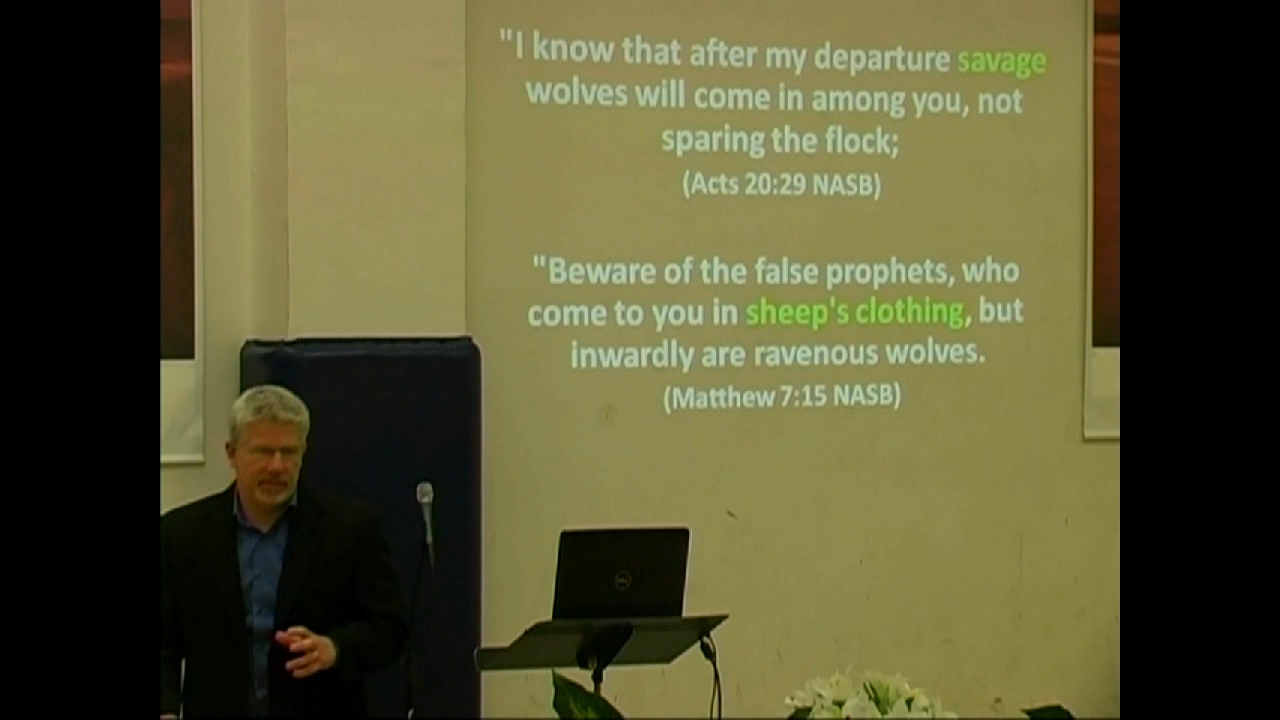 "I know that after my departure savage
wolves will come in among you, not
sparing the flock;
(Acts 20:29 NASB)
"Beware of the false prophets, who
come to you in sheep's clothing, but
inwardly are ravenous wolves.
(Matthew 7:15 NASB)
DELL